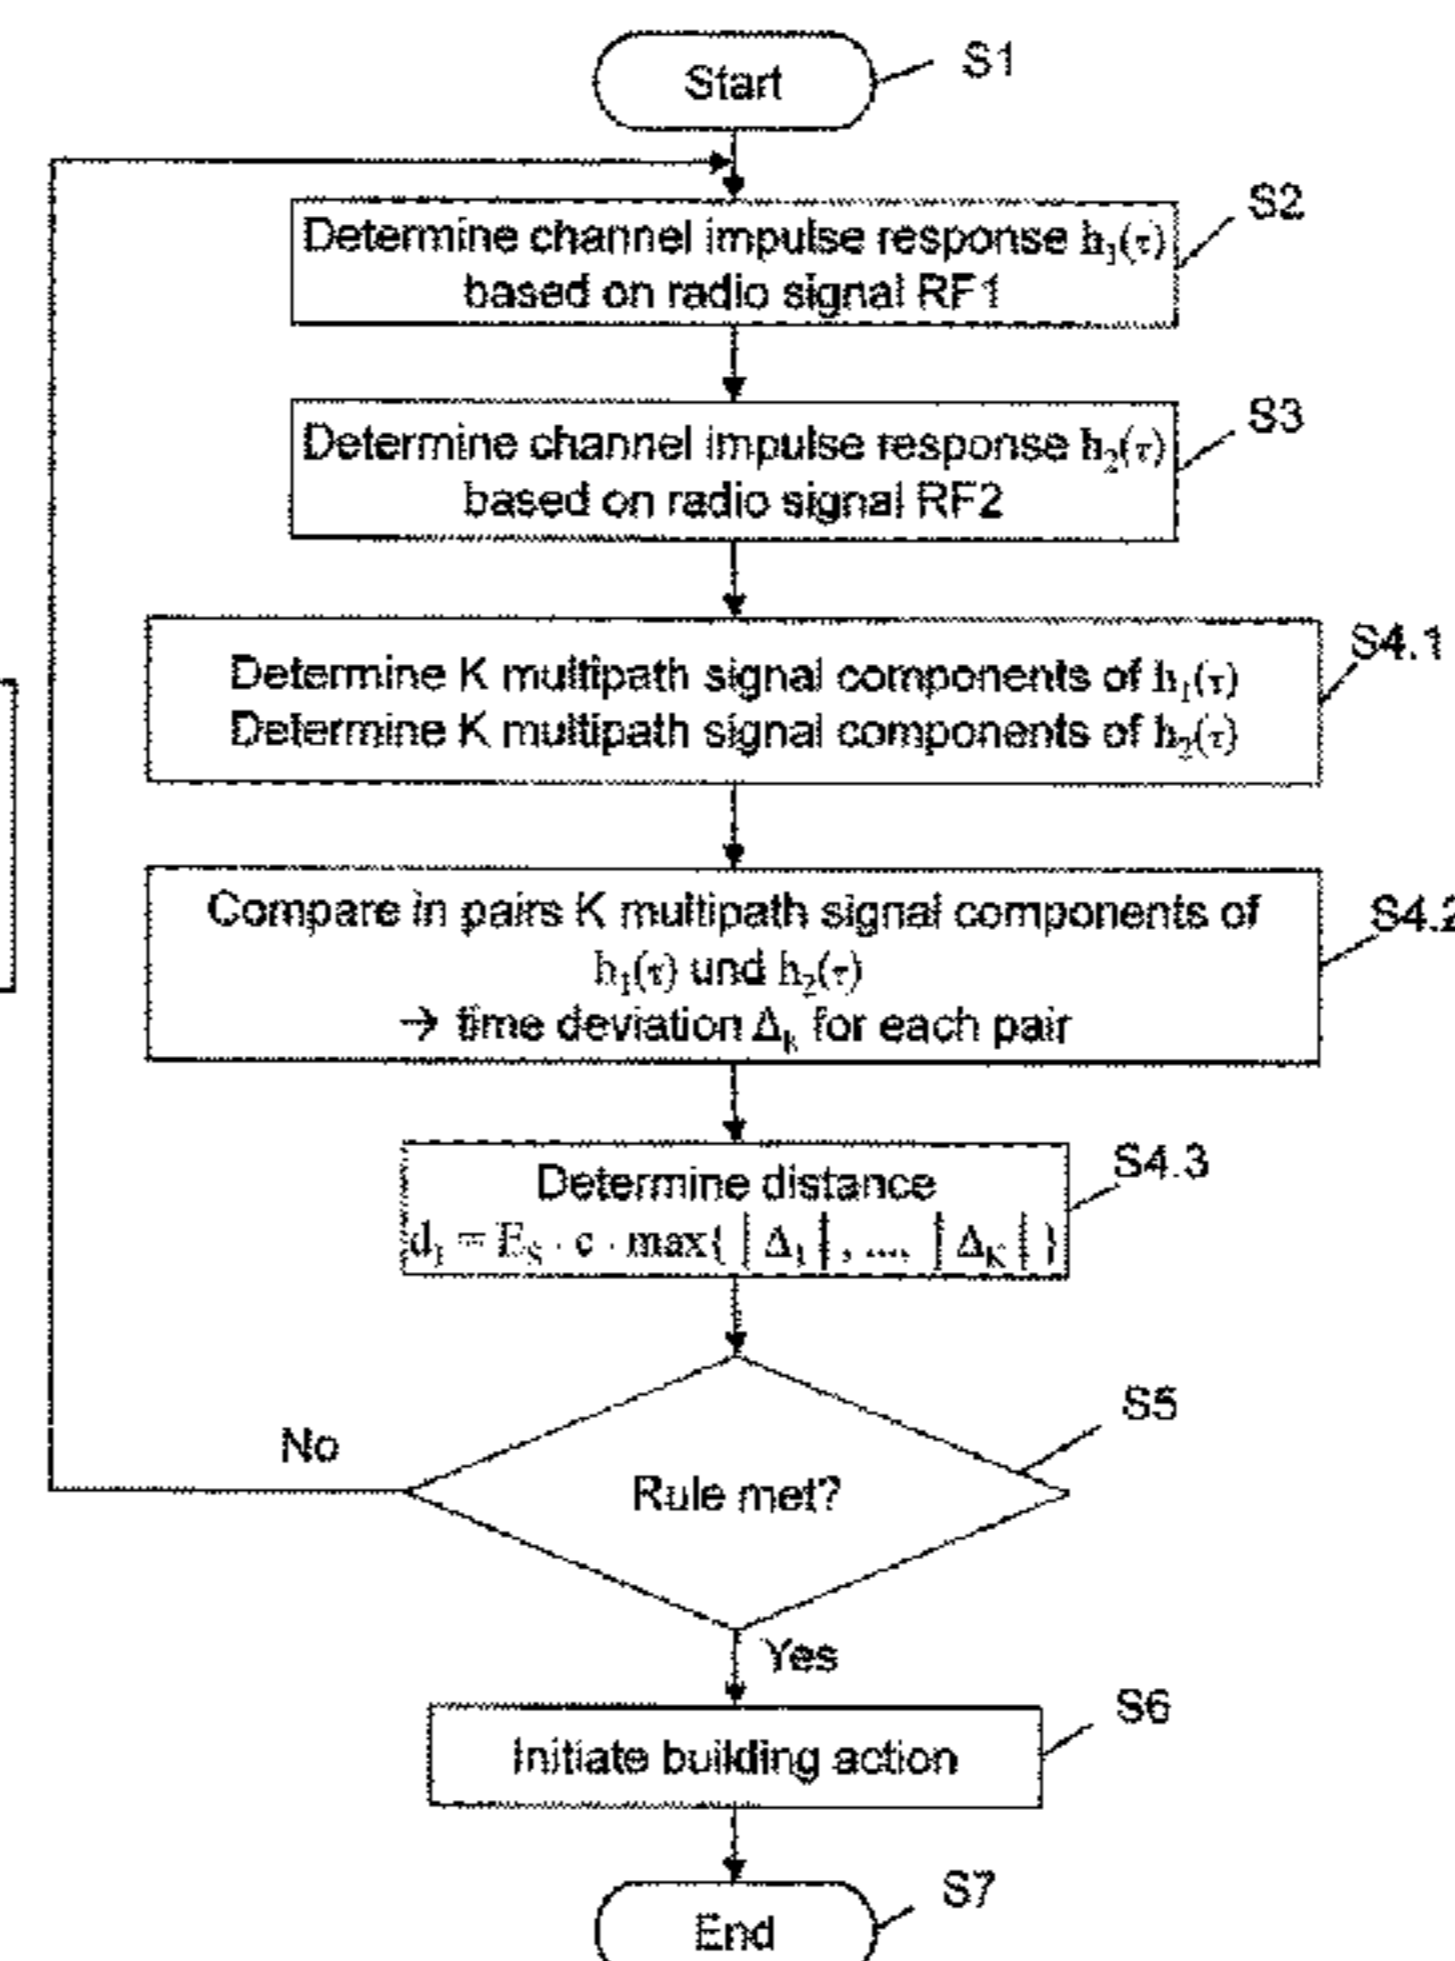 Start
S1
Determine channel impulse response h₁(τ)
based on radio signal RF1
S2
Determine channel impulse response h₂(τ)
based on radio signal RF2
S3
Determine K multipath signal components of h₁(τ)
Determine K multipath signal components of h₂(τ)
S4.1
Compare in pairs K multipath signal components of
h₁(τ) und h₂(τ)
→ time deviation Δₖ for each pair
S4.2
Determine distance
d₁ = E_S · c · max{ | Δ₁ | , ..., | Δ_K | }
S4.3
Rule met?
S5
No
Yes
Initiate building action
S6
End
S7